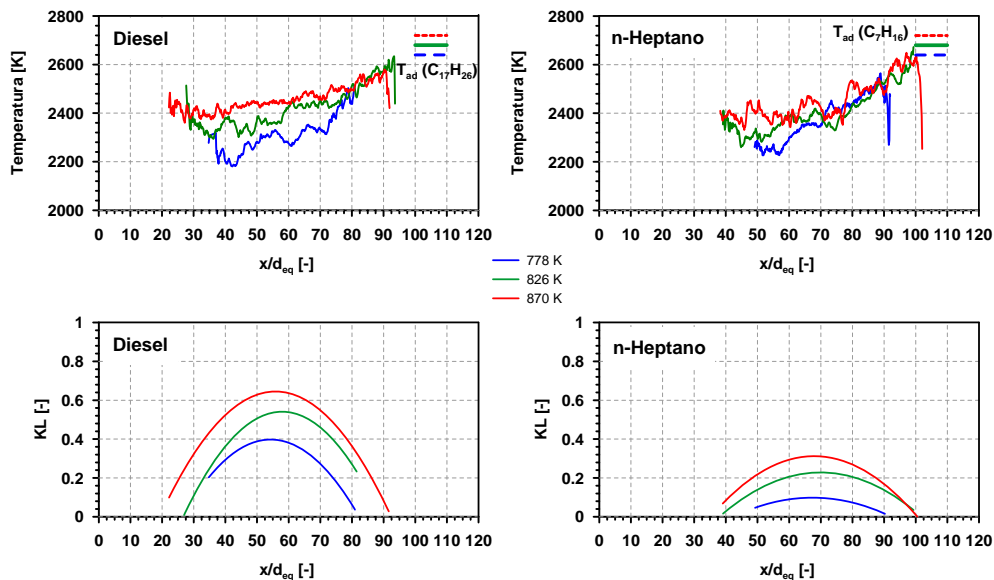 Diesel
Temperatura [K]
2800
2600
2400
2200
2000
T_ad (C_17H_26)
0 10 20 30 40 50 60 70 80 90 100 110 120
x/d_eq [-]
n-Heptano
Temperatura [K]
2800
2600
2400
2200
2000
T_ad (C_7H_16)
0 10 20 30 40 50 60 70 80 90 100 110 120
x/d_eq [-]
778 K
826 K
870 K
Diesel
KL [-]
1
0.8
0.6
0.4
0.2
0
0 10 20 30 40 50 60 70 80 90 100 110 120
x/d_eq [-]
n-Heptano
KL [-]
1
0.8
0.6
0.4
0.2
0
0 10 20 30 40 50 60 70 80 90 100 110 120
x/d_eq [-]